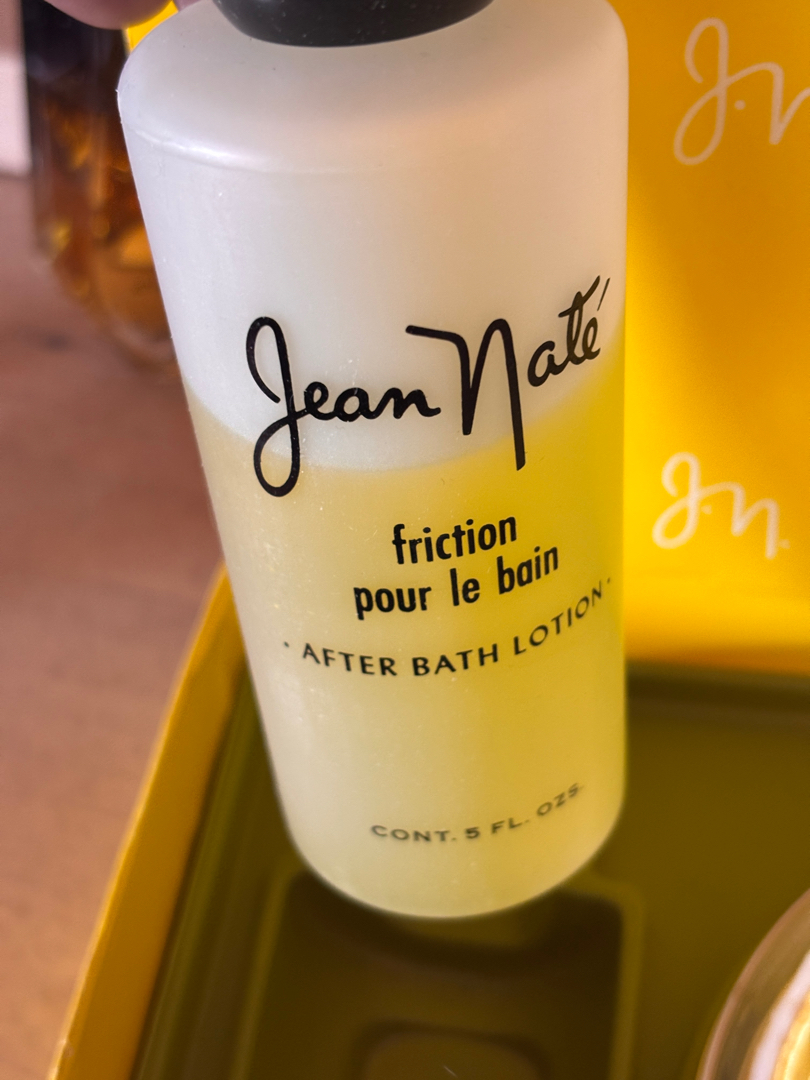 Jean Naté
friction
pour le bain
· AFTER BATH LOTION ·
CONT. 5 FL. OZS.
J.N
J.N.